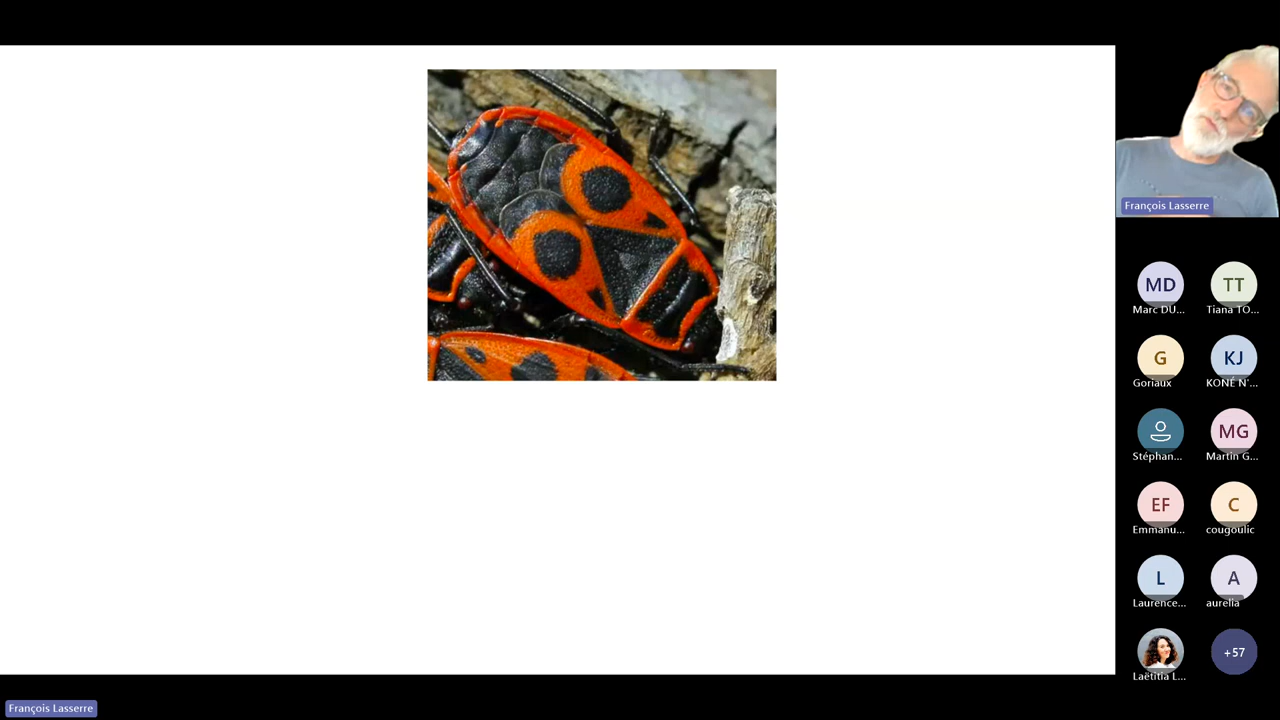 François Lasserre
MD
TT
Marc DU...
Tiana TO...
G
KJ
Goriaux
KONÉ N'...
MG
Stéphan...
Martin G...
EF
C
Emmanu...
cougoulic
L
A
Laurence...
aurelia
+57
Laëtitia L...
François Lasserre